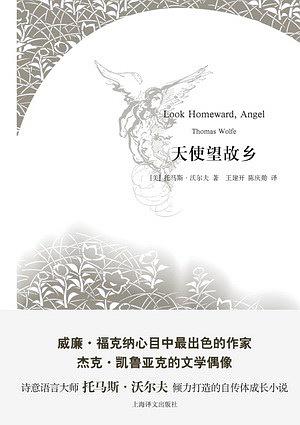 Look Homeward, Angel
Thomas Wolfe
天使望故乡
[美]托马斯·沃尔夫 著 王建开 陈庆勋 译
威廉·福克纳心目中最出色的作家
杰克·凯鲁亚克的文学偶像
诗意语言大师 托马斯·沃尔夫 倾力打造的自传体成长小说
上海译文出版社